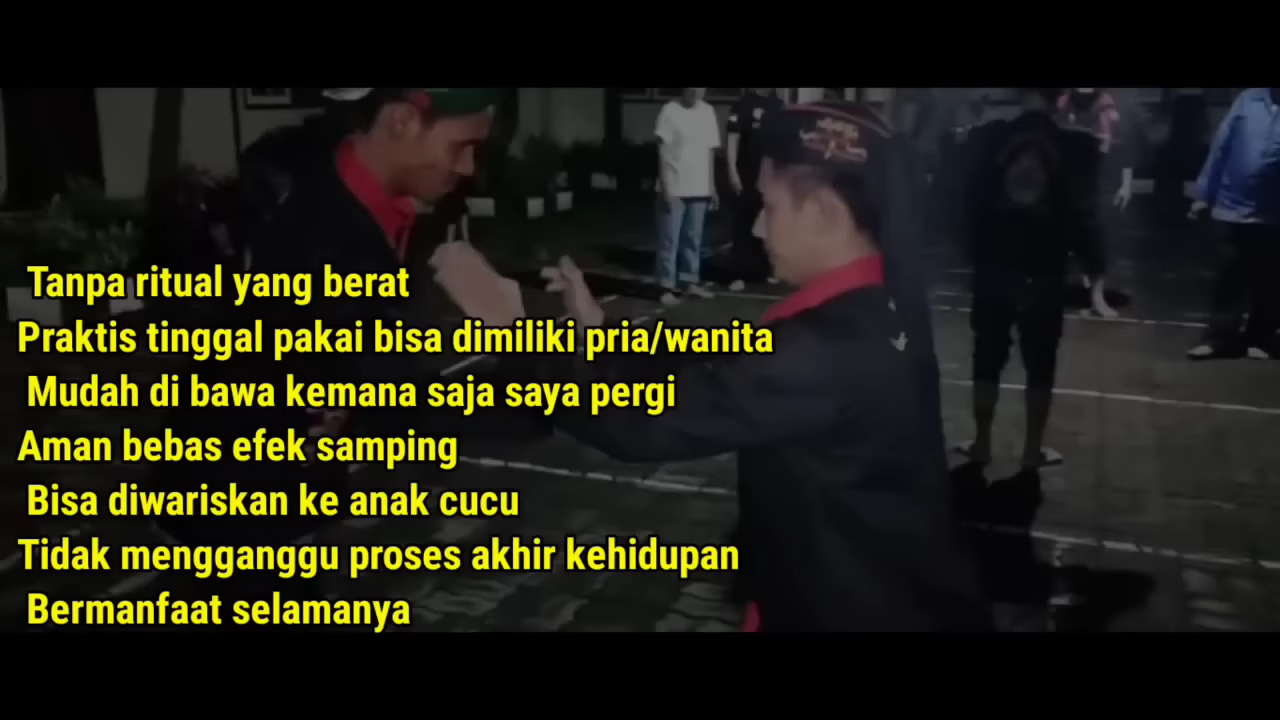 Tanpa ritual yang berat
Praktis tinggal pakai bisa dimiliki pria/wanita
Mudah di bawa kemana saja saya pergi
Aman bebas efek samping
Bisa diwariskan ke anak cucu
Tidak mengganggu proses akhir kehidupan
Bermanfaat selamanya